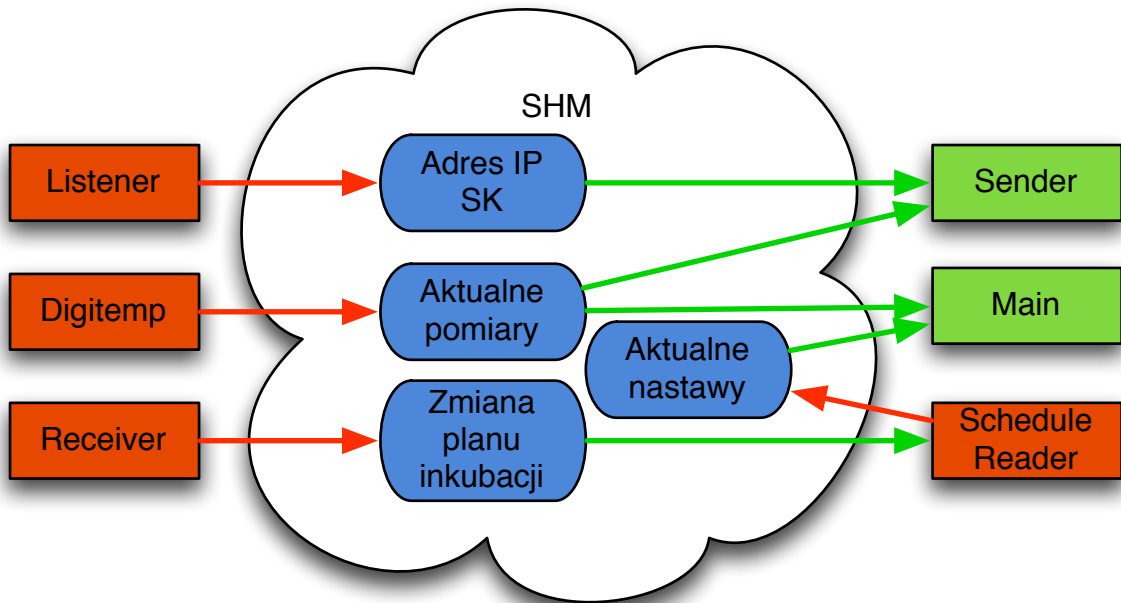 SHM
Listener
Adres IP
SK
Sender
Digitemp
Aktualne
pomiary
Main
Aktualne
nastawy
Receiver
Zmiana
planu
inkubacji
Schedule
Reader